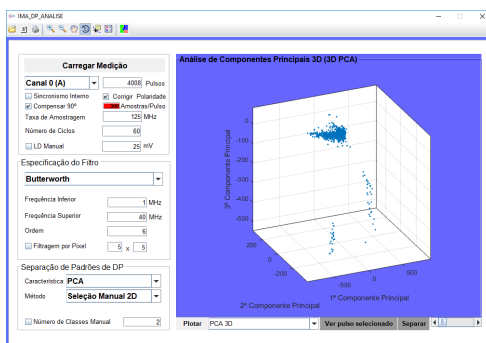 IMA_DP_ANALISE
Carregar Medição
Canal 0 (A)
4008 Pulsos
Sincronismo Interno
Corrigir Polaridade
Compensar 90º
300 Amostras/Pulso
Taxa de Amostragem
125 MHz
Número de Ciclos
60
LD Manual
25 mV
Especificação do Filtro
Butterworth
Frequência Inferior
1 MHz
Frequência Superior
40 MHz
Ordem
6
Filtragem por Pixel
5 x 5
Separação de Padrões de DP
Característica PCA
Método Seleção Manual 2D
Número de Classes Manual
2
Análise de Componentes Principais 3D (3D PCA)
3ª Componente Principal
0
-100
-200
-300
-400
-500
200
0
-200
2ª Componente Principal
-500
0
500
1ª Componente Principal
Plotar PCA 3D Ver pulso selecionado Separar